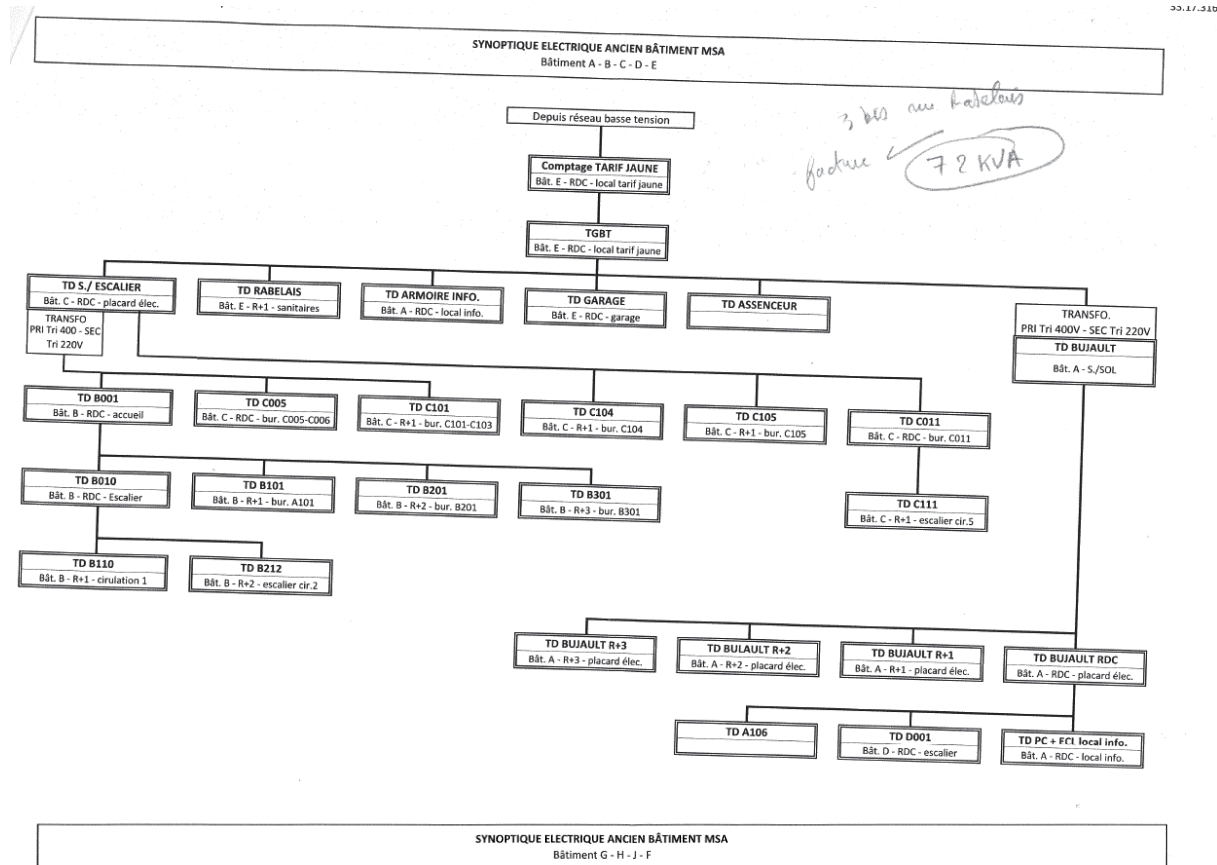 33.17.316
SYNOPTIQUE ELECTRIQUE ANCIEN BÂTIMENT MSA
Bâtiment A - B - C - D - E
3 bis rue Rabelais
facture
72 KVA
Depuis réseau basse tension
Comptage TARIF JAUNE
Bât. E - RDC - local tarif jaune
TGBT
Bât. E - RDC - local tarif jaune
TD S./ ESCALIER
Bât. C - RDC - placard élec.
TRANSFO
PRI Tri 400 - SEC
Tri 220V
TD RABELAIS
Bât. E - R+1 - sanitaires
TD ARMOIRE INFO.
Bât. A - RDC - local info.
TD GARAGE
Bât. E - RDC - garage
TD ASSENCEUR
TRANSFO.
PRI Tri 400V - SEC Tri 220V
TD BUJAULT
Bât. A - S./SOL
TD B001
Bât. B - RDC - accueil
TD C005
Bât. C - RDC - bur. C005-C006
TD C101
Bât. C - R+1 - bur. C101-C103
TD C104
Bât. C - R+1 - bur. C104
TD C105
Bât. C - R+1 - bur. C105
TD C011
Bât. C - RDC - bur. C011
TD B010
Bât. B - RDC - Escalier
TD B101
Bât. B - R+1 - bur. A101
TD B201
Bât. B - R+2 - bur. B201
TD B301
Bât. B - R+3 - bur. B301
TD C111
Bât. C - R+1 - escalier cir.5
TD B110
Bât. B - R+1 - cirulation 1
TD B212
Bât. B - R+2 - escalier cir.2
TD BUJAULT R+3
Bât. A - R+3 - placard élec.
TD BULAULT R+2
Bât. A - R+2 - placard élec.
TD BUJAULT R+1
Bât. A - R+1 - placard élec.
TD BUJAULT RDC
Bât. A - RDC - placard élec.
TD A106
TD D001
Bât. D - RDC - escalier
TD PC + ECL local info.
Bât. A - RDC - local info.
SYNOPTIQUE ELECTRIQUE ANCIEN BÂTIMENT MSA
Bâtiment G - H - J - F